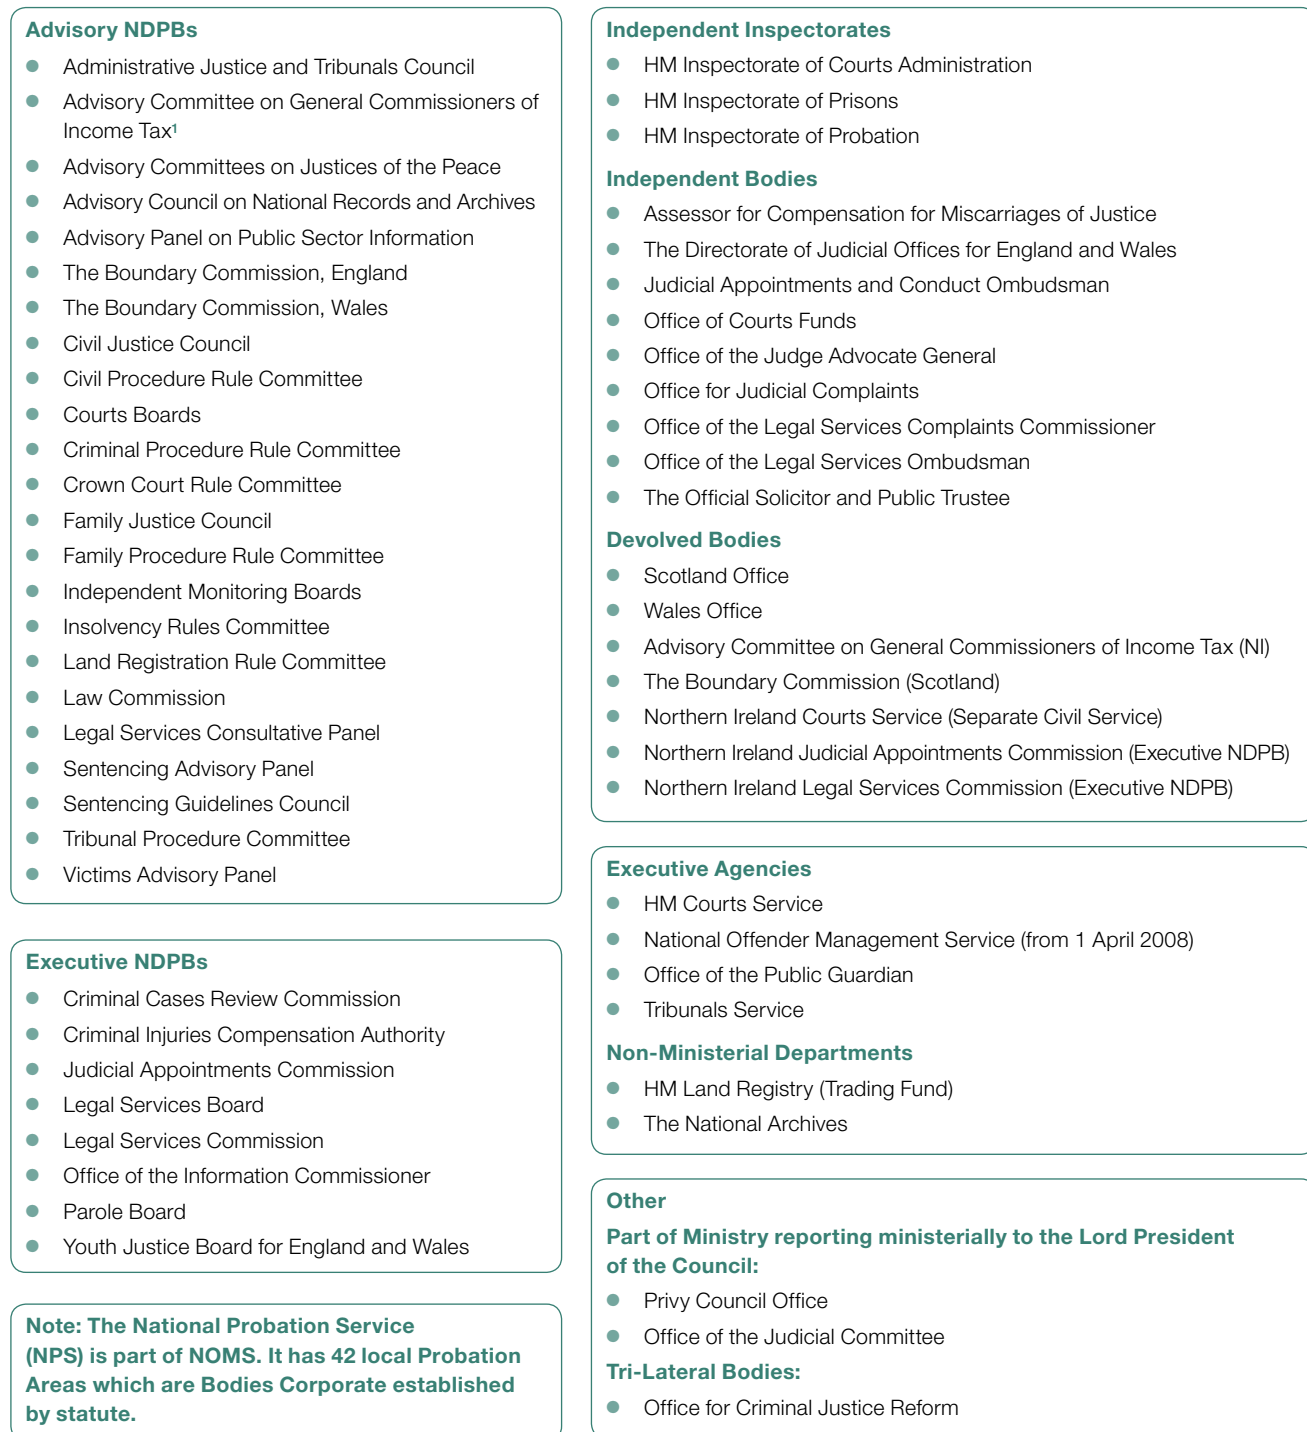 Advisory NDPBs
● Administrative Justice and Tribunals Council
● Advisory Committee on General Commissioners of
Income Tax¹
● Advisory Committees on Justices of the Peace
● Advisory Council on National Records and Archives
● Advisory Panel on Public Sector Information
● The Boundary Commission, England
● The Boundary Commission, Wales
● Civil Justice Council
● Civil Procedure Rule Committee
● Courts Boards
● Criminal Procedure Rule Committee
● Crown Court Rule Committee
● Family Justice Council
● Family Procedure Rule Committee
● Independent Monitoring Boards
● Insolvency Rules Committee
● Land Registration Rule Committee
● Law Commission
● Legal Services Consultative Panel
● Sentencing Advisory Panel
● Sentencing Guidelines Council
● Tribunal Procedure Committee
● Victims Advisory Panel
Executive NDPBs
● Criminal Cases Review Commission
● Criminal Injuries Compensation Authority
● Judicial Appointments Commission
● Legal Services Board
● Legal Services Commission
● Office of the Information Commissioner
● Parole Board
● Youth Justice Board for England and Wales
Note: The National Probation Service
(NPS) is part of NOMS. It has 42 local Probation
Areas which are Bodies Corporate established
by statute.
Independent Inspectorates
● HM Inspectorate of Courts Administration
● HM Inspectorate of Prisons
● HM Inspectorate of Probation
Independent Bodies
● Assessor for Compensation for Miscarriages of Justice
● The Directorate of Judicial Offices for England and Wales
● Judicial Appointments and Conduct Ombudsman
● Office of Courts Funds
● Office of the Judge Advocate General
● Office for Judicial Complaints
● Office of the Legal Services Complaints Commissioner
● Office of the Legal Services Ombudsman
● The Official Solicitor and Public Trustee
Devolved Bodies
● Scotland Office
● Wales Office
● Advisory Committee on General Commissioners of Income Tax (NI)
● The Boundary Commission (Scotland)
● Northern Ireland Courts Service (Separate Civil Service)
● Northern Ireland Judicial Appointments Commission (Executive NDPB)
● Northern Ireland Legal Services Commission (Executive NDPB)
Executive Agencies
● HM Courts Service
● National Offender Management Service (from 1 April 2008)
● Office of the Public Guardian
● Tribunals Service
Non-Ministerial Departments
● HM Land Registry (Trading Fund)
● The National Archives
Other
Part of Ministry reporting ministerially to the Lord President
of the Council:
● Privy Council Office
● Office of the Judicial Committee
Tri-Lateral Bodies:
● Office for Criminal Justice Reform